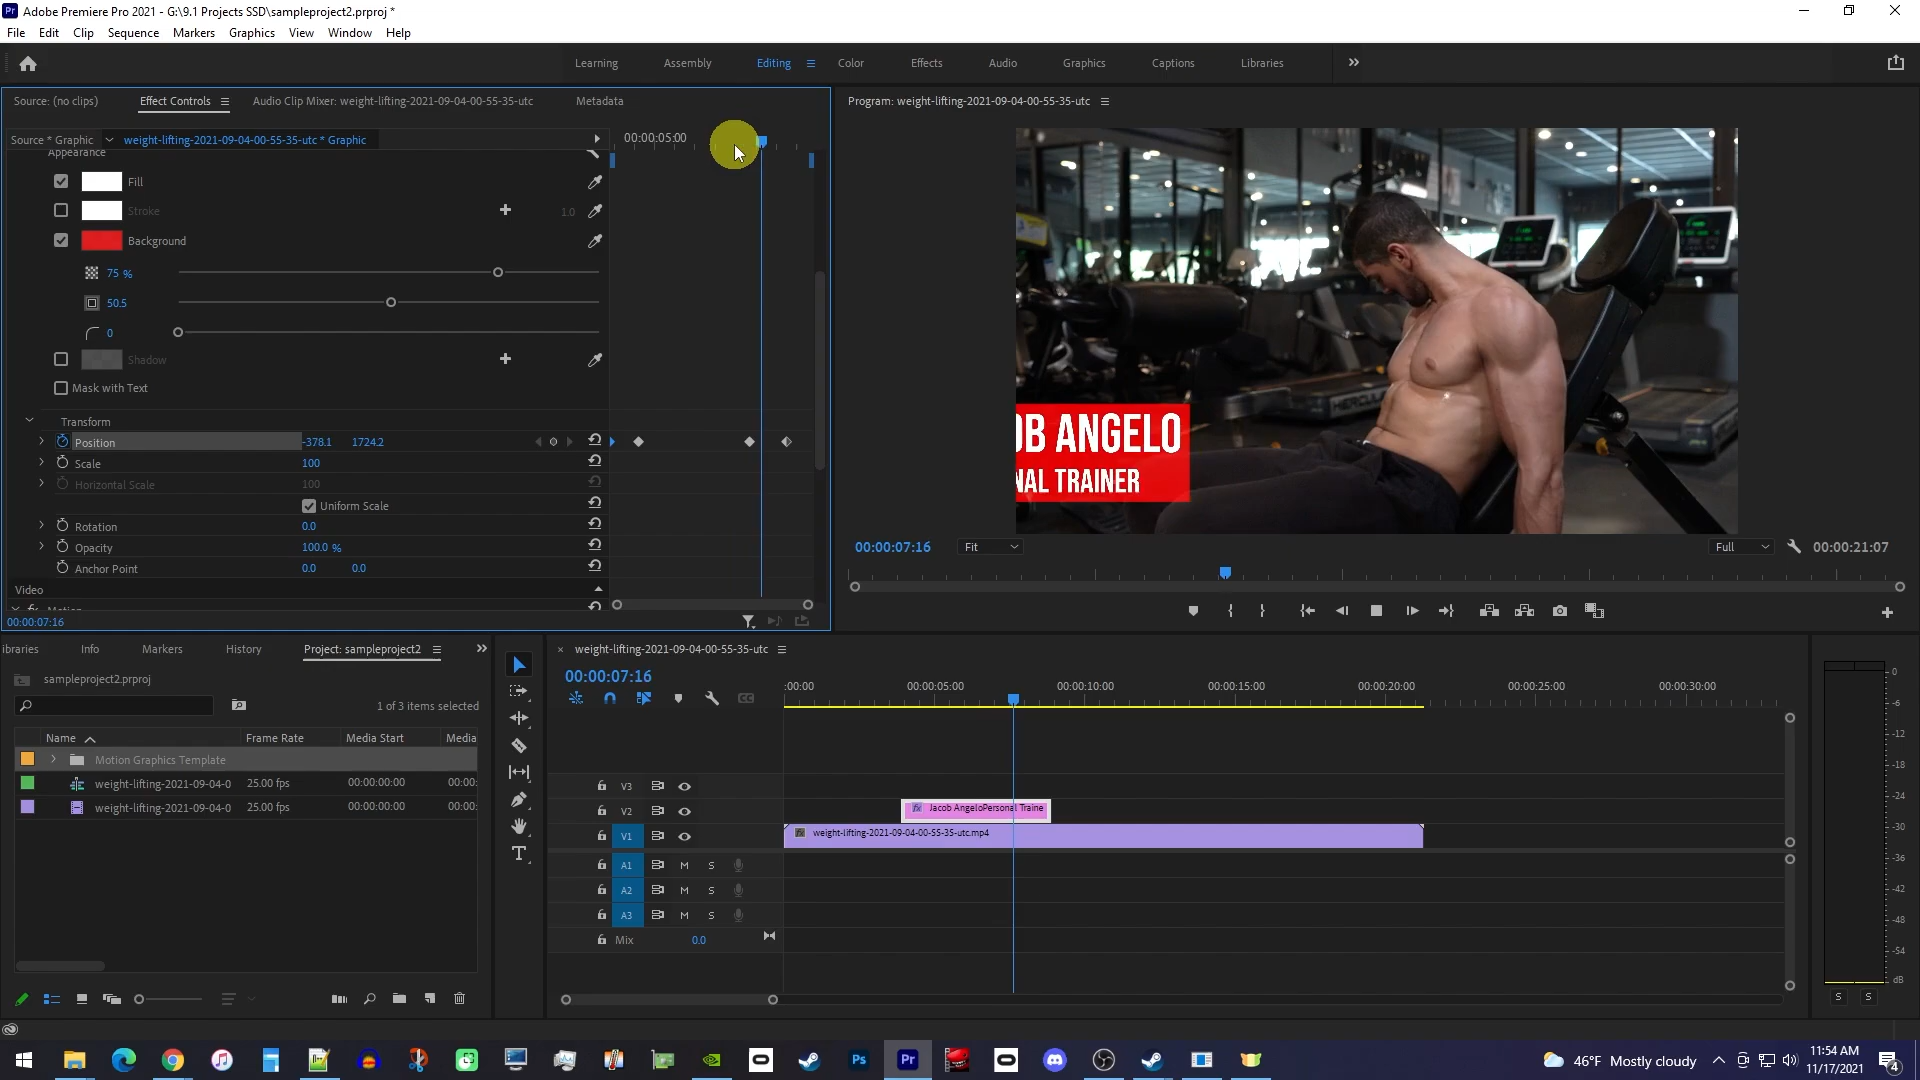 Adobe Premiere Pro 2021 - G:\9.1 Projects SSD\sampleproject2.prproj *
File Edit Clip Sequence Markers Graphics View Window Help
Learning Assembly Editing Color Effects Audio Graphics Captions Libraries
Source: (no clips) Effect Controls Audio Clip Mixer: weight-lifting-2021-09-04-00-55-35-utc Metadata
Program: weight-lifting-2021-09-04-00-55-35-utc
Source * Graphic weight-lifting-2021-09-04-00-55-35-utc * Graphic
00:00:05:00
Appearance
Fill
Stroke 1.0
Background
75 %
50.5
0
Shadow
Mask with Text
Transform
Position -378.1 1724.2
Scale 100
Horizontal Scale 100
Uniform Scale
Rotation 0.0
Opacity 100.0 %
Anchor Point 0.0 0.0
Video
Motion
00:00:07:16
OB ANGELO
NAL TRAINER
HERCUL
00:00:07:16 Fit Full 00:00:21:07
ibraries Info Markers History Project: sampleproject2
sampleproject2.prproj
1 of 3 items selected
Name Frame Rate Media Start Media
Motion Graphics Template
weight-lifting-2021-09-04-0 25.00 fps 00:00:00:00 00:00:
weight-lifting-2021-09-04-0 25.00 fps 00:00:00:00 00:00:
weight-lifting-2021-09-04-00-55-35-utc
00:00:07:16
:00:00 00:00:05:00 00:00:10:00 00:00:15:00 00:00:20:00 00:00:25:00 00:00:30:00
V3
V2
Jacob AngeloPersonal Traine
V1
weight-lifting-2021-09-04-00-55-35-utc.mp4
A1 M S
A2 M S
A3 M S
Mix 0.0
0
-6
-12
-18
-24
-30
-36
-42
-48
-54
dB
S S
46°F Mostly cloudy
11:54 AM
11/17/2021
4